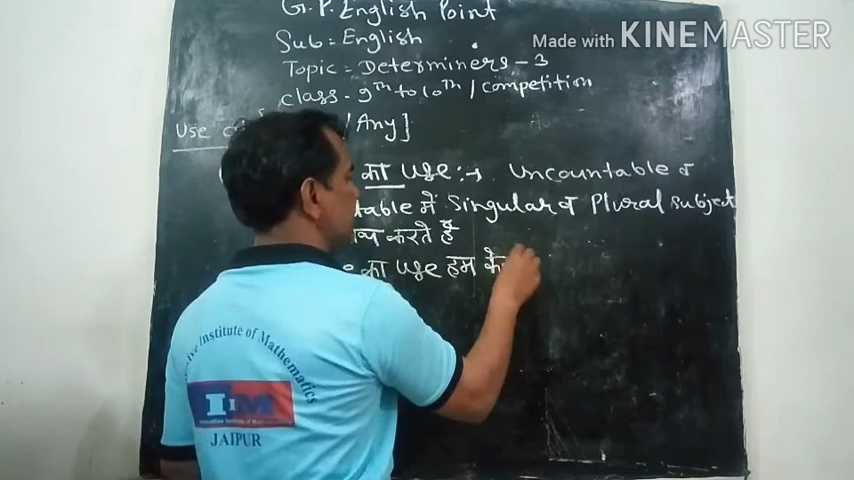 G.P. English Point
Made with KINEMASTER
Sub = English
Topic = Determiners - 3
Class - 9th to 10th / Competition
Use / Any]
का use :→ Uncountable व
table में Singular व Plural subject
करते है
का use हम
Institute of Mathematics
IIM
JAIPUR